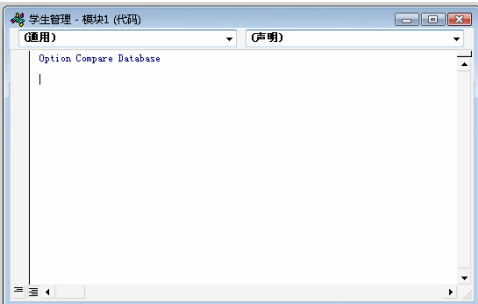 学生管理 - 模块1 (代码)
(通用)
(声明)
Option Compare Database